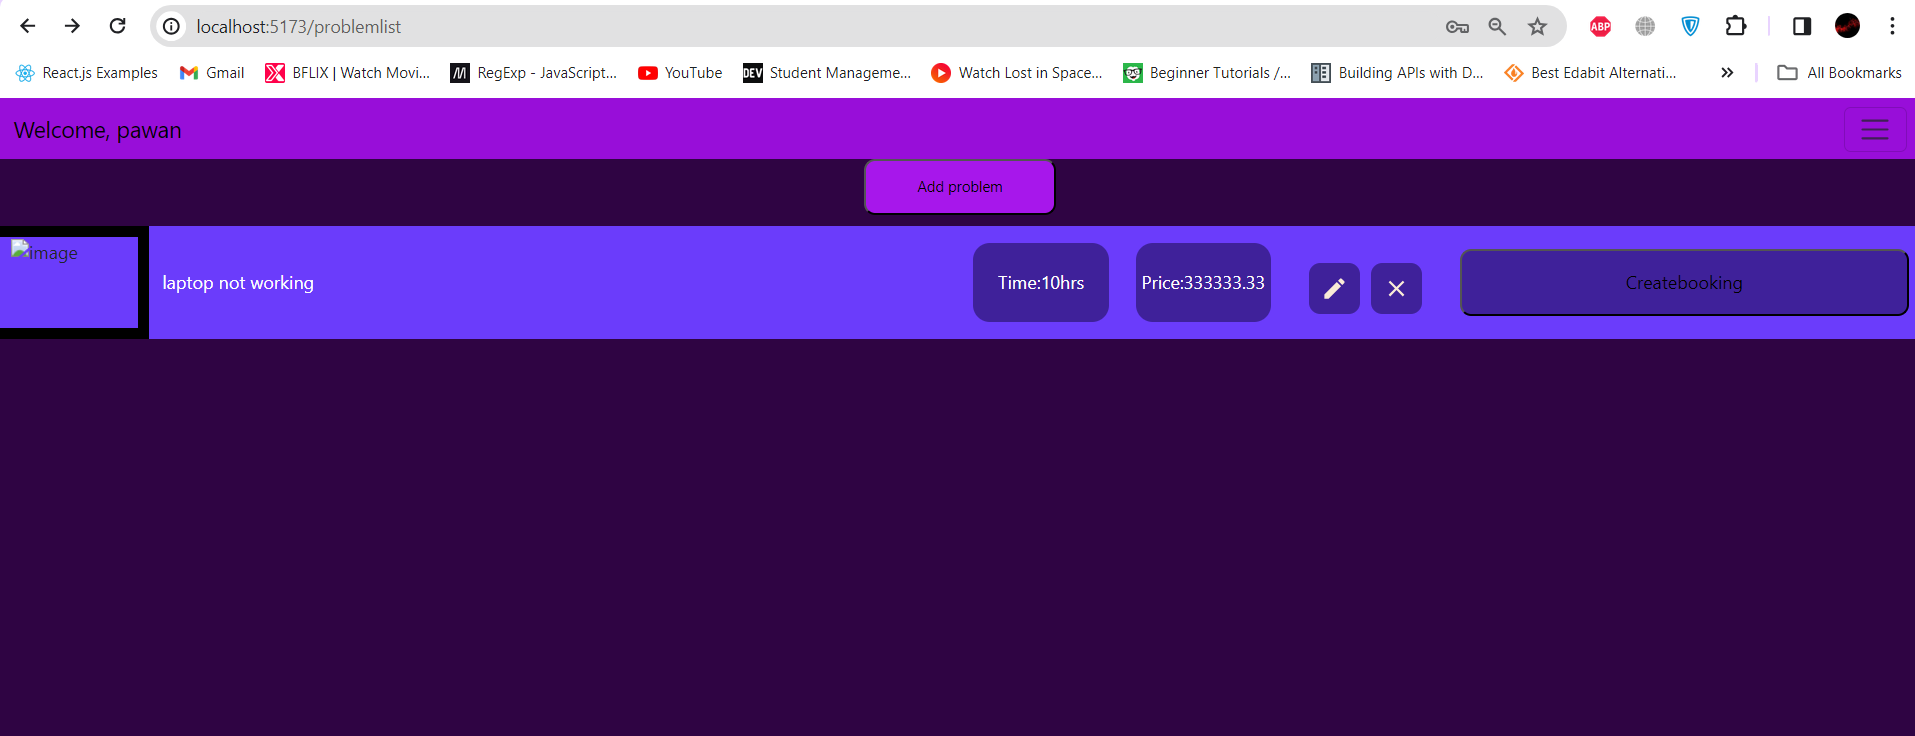 localhost:5173/problemlist
ABP
React.js Examples
Gmail
BFLIX | Watch Movi...
RegExp - JavaScript...
YouTube
DEV Student Manageme...
Watch Lost in Space...
Beginner Tutorials /...
Building APIs with D...
Best Edabit Alternati...
All Bookmarks
Welcome, pawan
Add problem
image
laptop not working
Time:10hrs
Price:333333.33
Createbooking